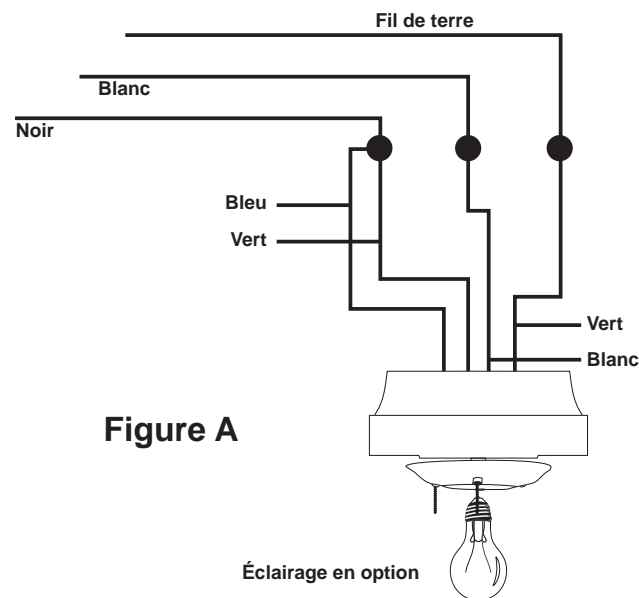 Fil de terre
Blanc
Noir
Bleu
Vert
Vert
Blanc
Figure A
Éclairage en option